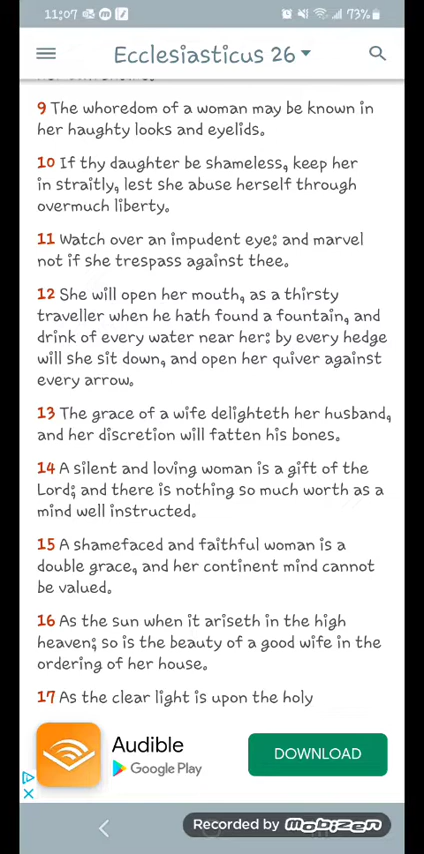 11:07
73%
Ecclesiasticus 26
9 The whoredom of a woman may be known in
her haughty looks and eyelids.
10 If thy daughter be shameless, keep her
in straitly, lest she abuse herself through
overmuch liberty.
11 Watch over an impudent eye: and marvel
not if she trespass against thee.
12 She will open her mouth, as a thirsty
traveller when he hath found a fountain, and
drink of every water near her: by every hedge
will she sit down, and open her quiver against
every arrow.
13 The grace of a wife delighteth her husband,
and her discretion will fatten his bones.
14 A silent and loving woman is a gift of the
Lord; and there is nothing so much worth as a
mind well instructed.
15 A shamefaced and faithful woman is a
double grace, and her continent mind cannot
be valued.
16 As the sun when it ariseth in the high
heaven; so is the beauty of a good wife in the
ordering of her house.
17 As the clear light is upon the holy
Audible
Google Play
DOWNLOAD
Recorded by mobizen